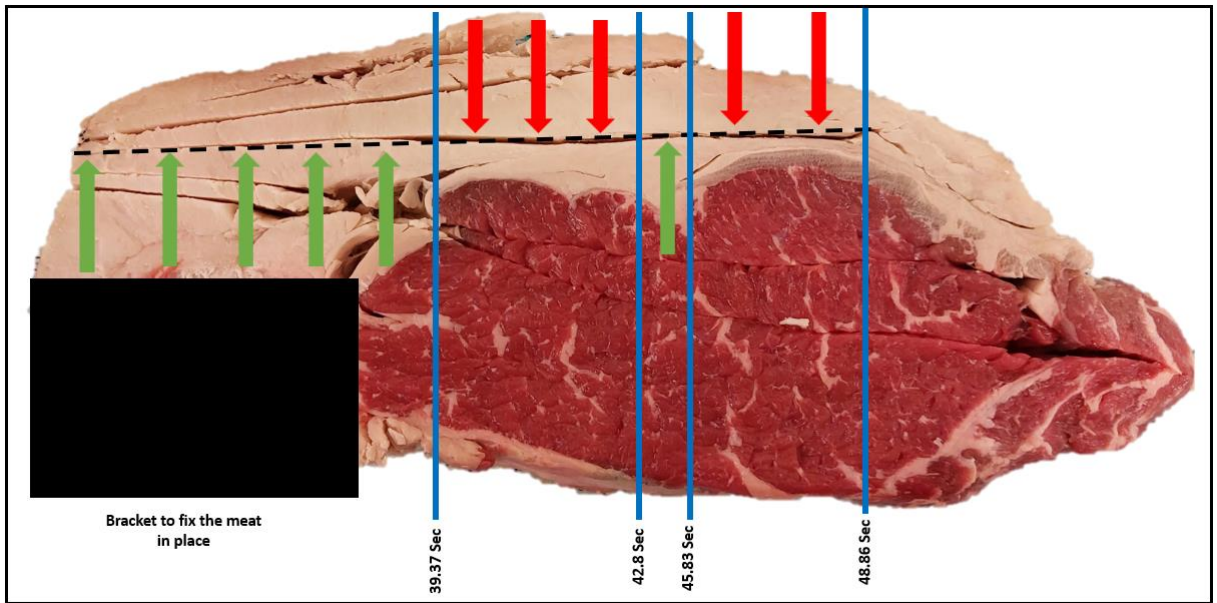 Bracket to fix the meat
in place
39.37 Sec
42.8 Sec
45.83 Sec
48.86 Sec